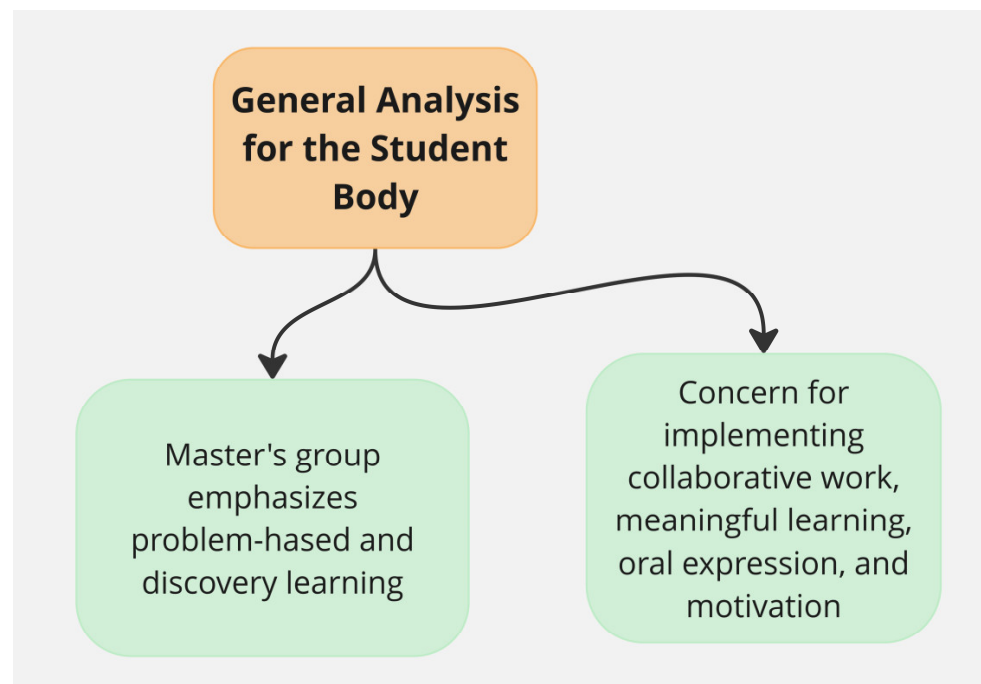 General Analysis
for the Student
Body
Master's group
emphasizes
problem-hased and
discovery learning
Concern for
implementing
collaborative work,
meaningful learning,
oral expression, and
motivation